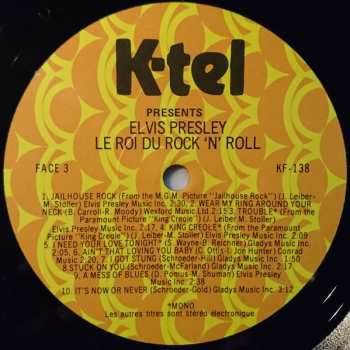 K-tel
PRESENTS
ELVIS PRESLEY
LE ROI DU ROCK 'N' ROLL
FACE 3
KF-138
1. JAILHOUSE ROCK (From the M.G.M. Picture "Jailhouse Rock") (J. Leiber-
M. Stoller) Elvis Presley Music Inc. 2:30, 2. WEAR MY RING AROUND YOUR
NECK (B. Carroll-R. Moody) Wexford Music Ltd 2:15 3. TROUBLE* (From the
Paramount Picture "King Creole") (J. Leiber-M. Stoller)
Elvis Presley Music Inc. 2:17, 4. KING CREOLE* (From the Paramount
Picture "King Creole") (J. Leiber-M. Stoller) Elvis Presley Music Inc. 2:09
5. I NEED YOUR LOVE TONIGHT* (S. Wayne-B. Reichner) Gladys Music Inc.
2:05, 6. AIN'T THAT LOVING YOU BABY (C. Otis - I. Hunter) Conrad
Music 2:20, 7. I GOT STUNG (Schroeder-Hill) Gladys Music Inc. 1:50
8. STUCK ON YOU (Schroeder-McFarland) Gladys Music Inc. 2:21
9. A MESS OF BLUES (D. Pomus-M. Shuman) Elvis Presley
Music Inc. 2:38
10. IT'S NOW OR NEVER (Schroeder-Gold) Gladys Music Inc. 3:12
*MONO
Les autres titres sont stéréo électronique